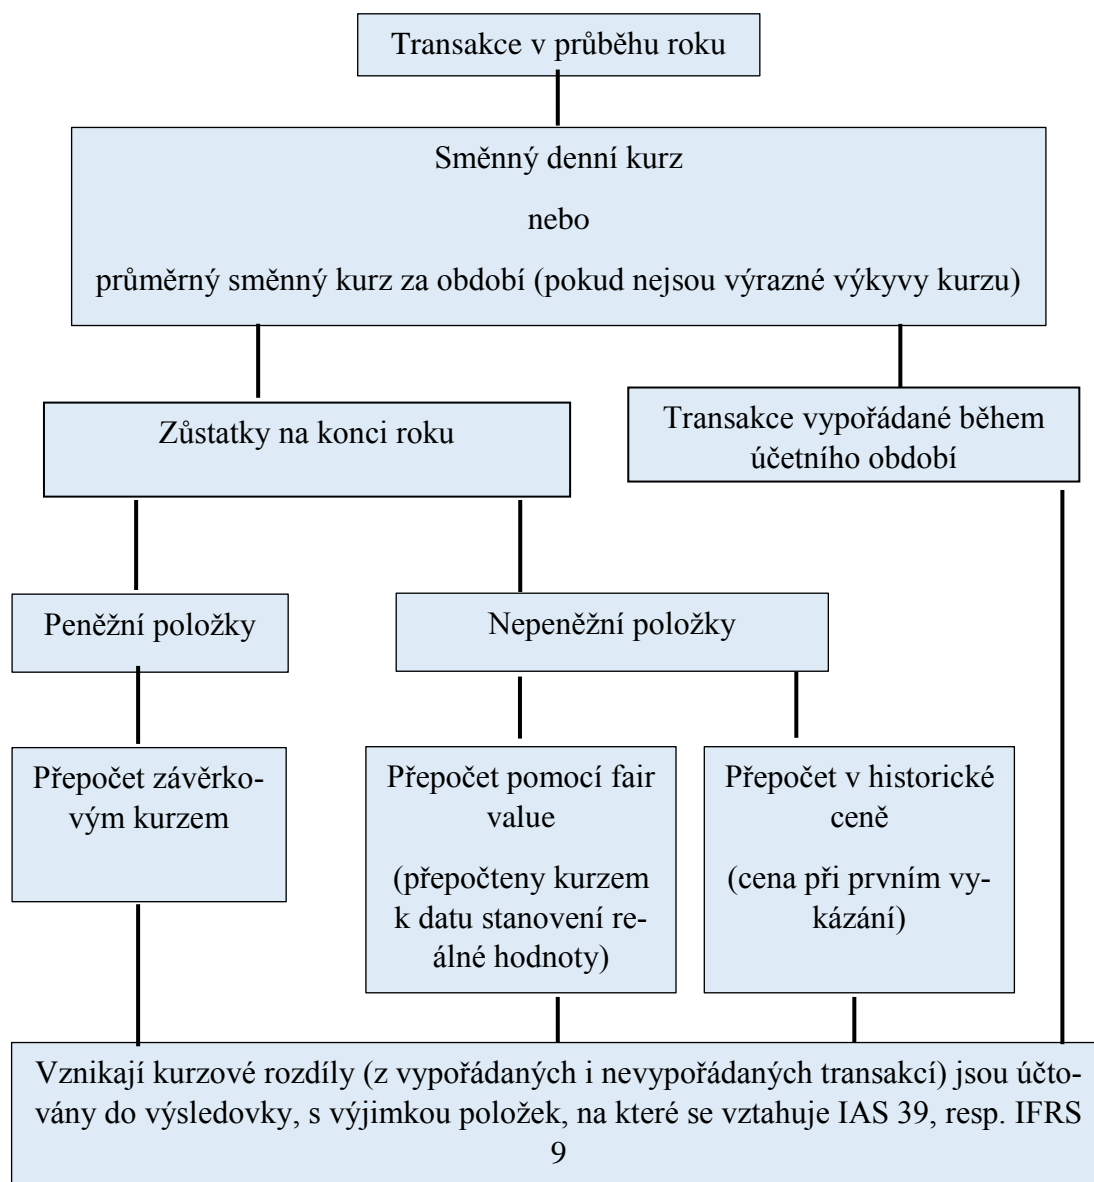 Transakce v průběhu roku
Směnný denní kurz
nebo
průměrný směnný kurz za období (pokud nejsou výrazné výkyvy kurzu)
Zůstatky na konci roku
Transakce vypořádané během
účetního období
Peněžní položky
Nepeněžní položky
Přepočet závěrko-
vým kurzem
Přepočet pomocí fair
value
(přepočteny kurzem
k datu stanovení re-
álné hodnoty)
Přepočet v historické
ceně
(cena při prvním vy-
kázání)
Vznikají kurzové rozdíly (z vypořádaných i nevypořádaných transakcí) jsou účto-
vány do výsledovky, s výjimkou položek, na které se vztahuje IAS 39, resp. IFRS
9